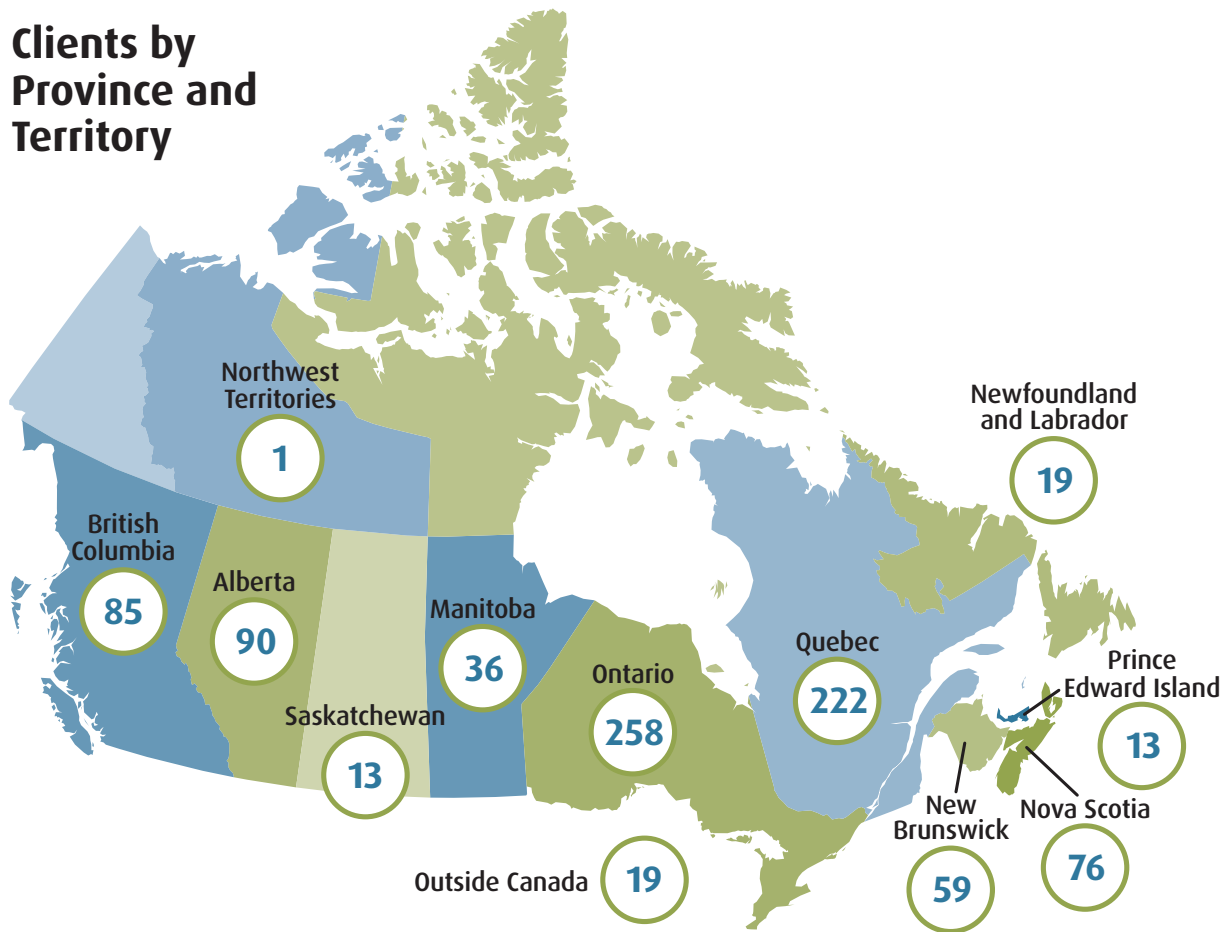 Clients by
Province and
Territory
Northwest
Territories
1
Newfoundland
and Labrador
19
British
Columbia
85
Alberta
90
Saskatchewan
13
Manitoba
36
Ontario
258
Quebec
222
Prince
Edward Island
13
New
Brunswick
59
Nova Scotia
76
Outside Canada
19